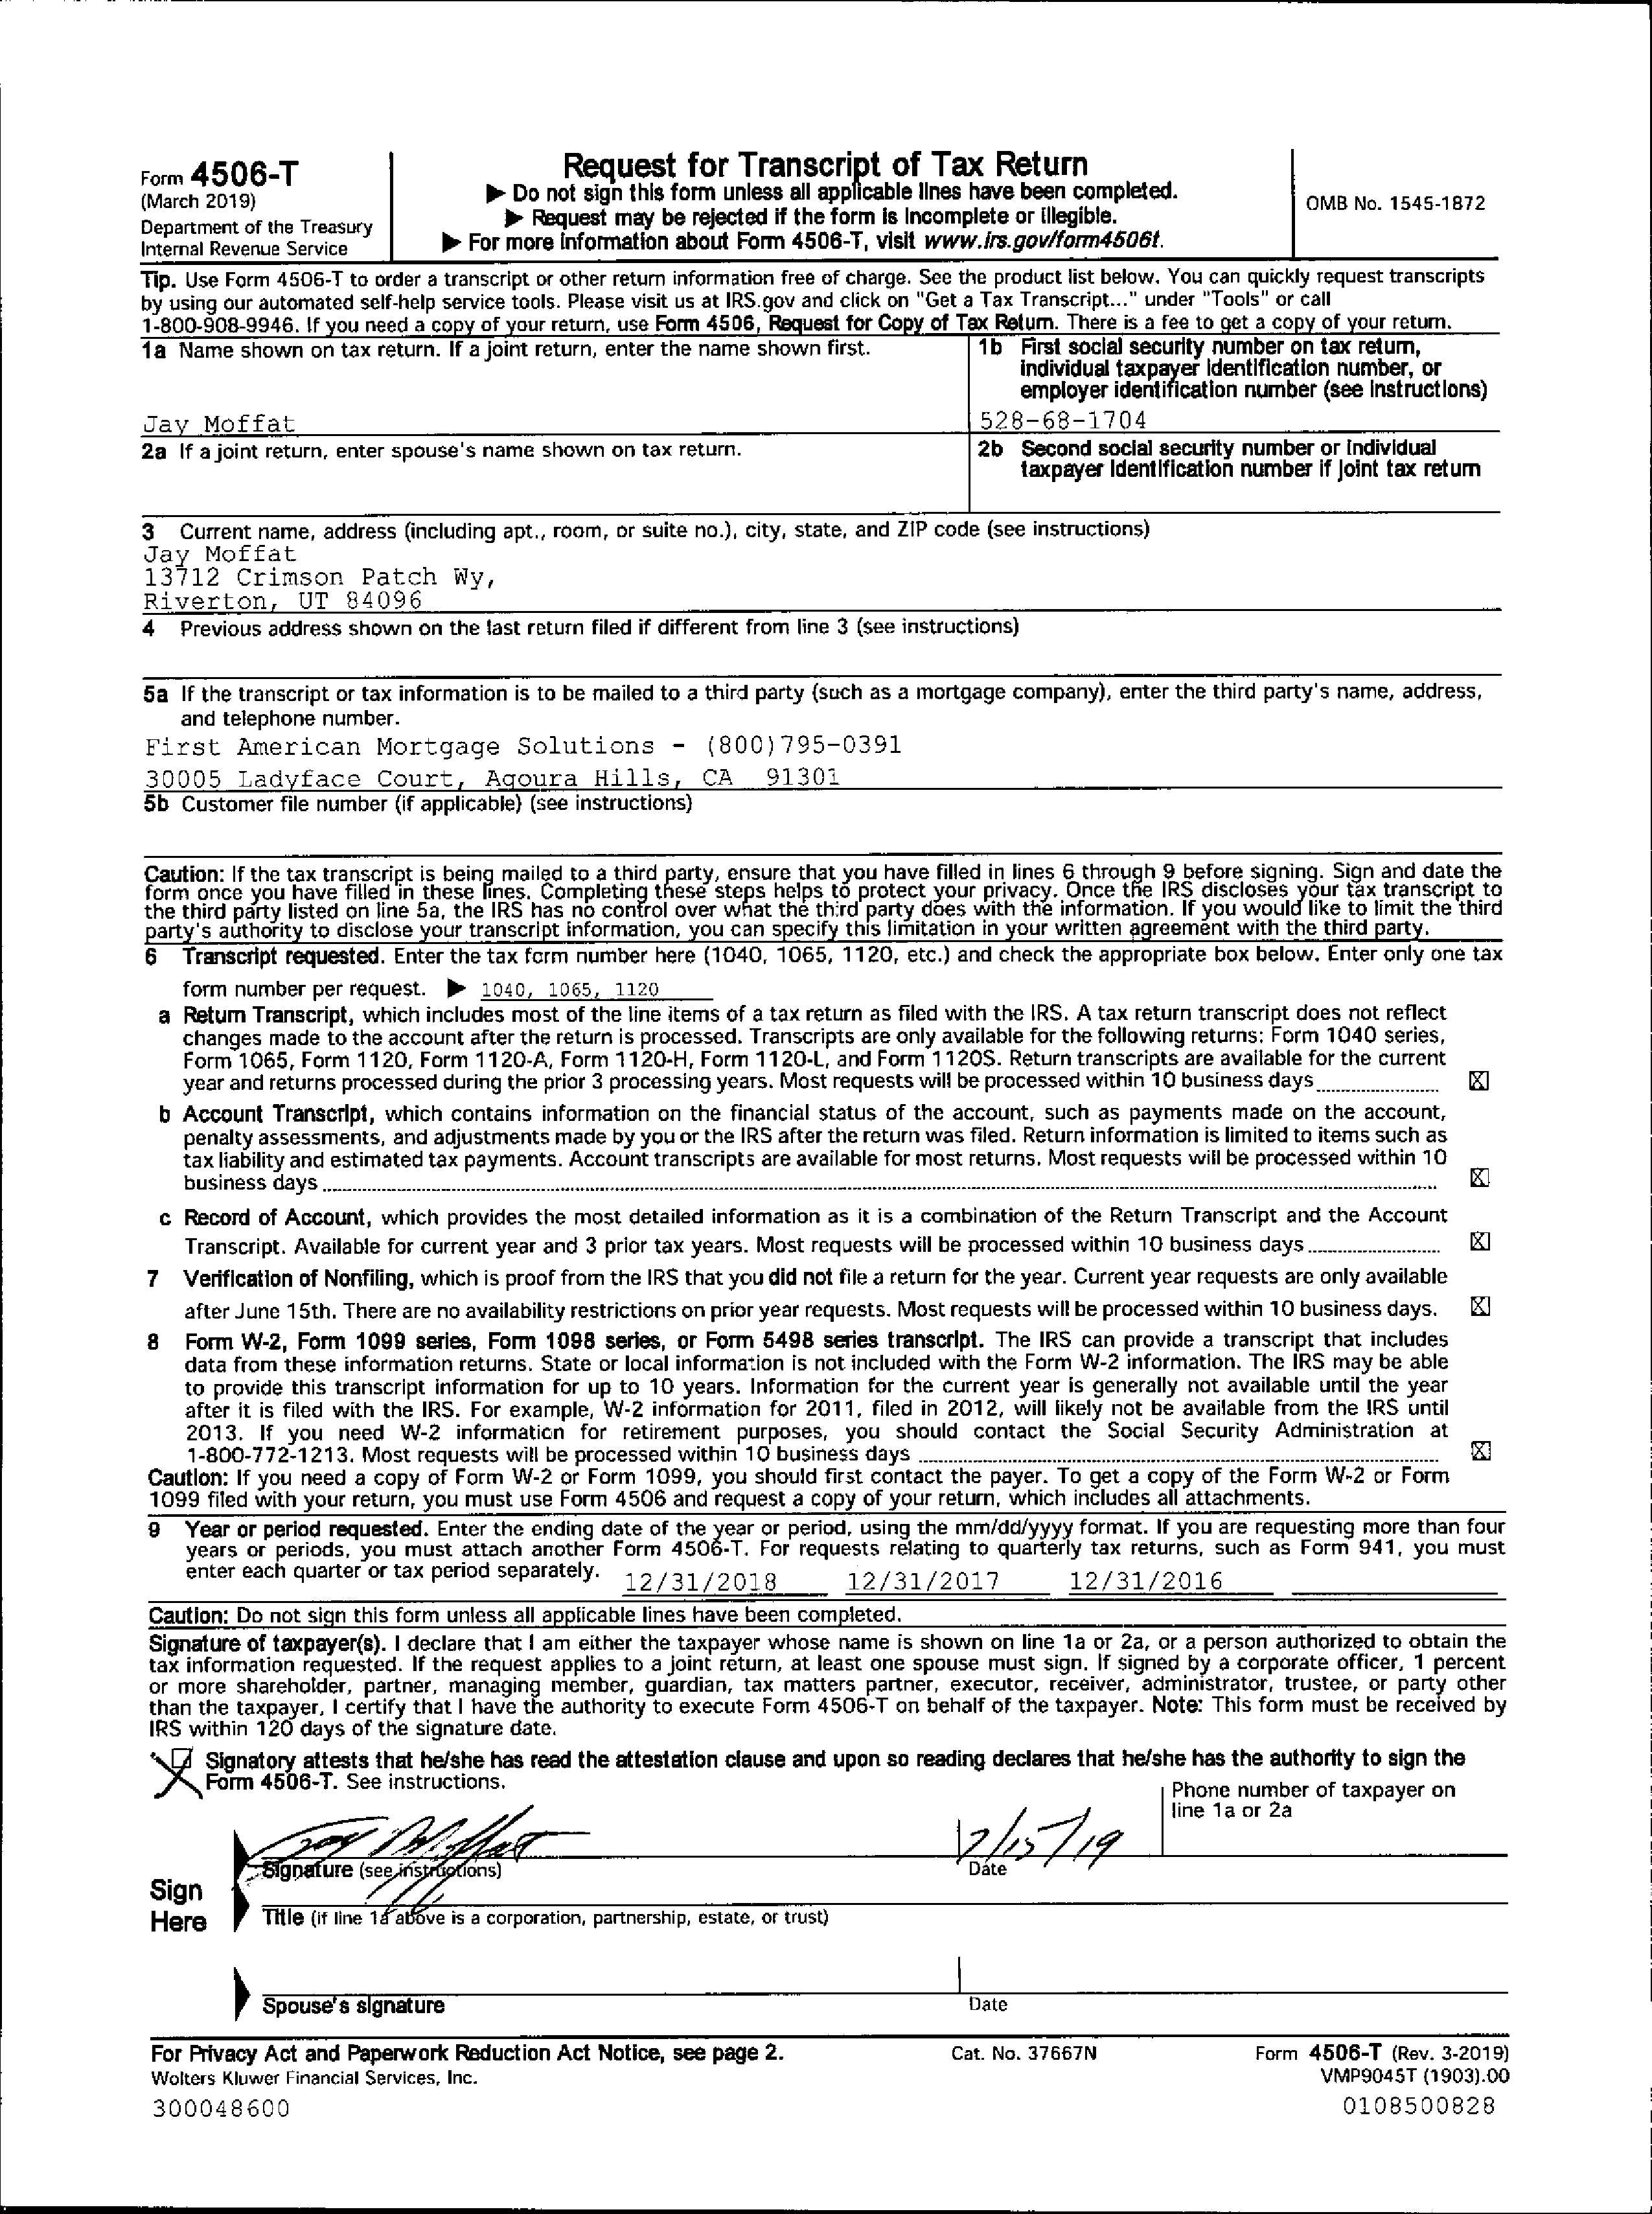 Form 4506-T
(March 2019)
Department of the Treasury
Internal Revenue Service
Request for Transcript of Tax Return
▶ Do not sign this form unless all applicable lines have been completed.
▶ Request may be rejected if the form is incomplete or illegible.
▶ For more information about Form 4506-T, visit www.irs.gov/form4506t.
OMB No. 1545-1872
Tip. Use Form 4506-T to order a transcript or other return information free of charge. See the product list below. You can quickly request transcripts
by using our automated self-help service tools. Please visit us at IRS.gov and click on "Get a Tax Transcript..." under "Tools" or call
1-800-908-9946. If you need a copy of your return, use Form 4506, Request for Copy of Tax Return. There is a fee to get a copy of your return.
1a Name shown on tax return. If a joint return, enter the name shown first.
Jay Moffat
1b First social security number on tax return,
individual taxpayer identification number, or
employer identification number (see instructions)
528-68-1704
2a If a joint return, enter spouse's name shown on tax return.
2b Second social security number or individual
taxpayer identification number if joint tax return
3 Current name, address (including apt., room, or suite no.), city, state, and ZIP code (see instructions)
Jay Moffat
13712 Crimson Patch Wy,
Riverton, UT 84096
4 Previous address shown on the last return filed if different from line 3 (see instructions)
5a If the transcript or tax information is to be mailed to a third party (such as a mortgage company), enter the third party's name, address,
and telephone number.
First American Mortgage Solutions - (800)795-0391
30005 Ladyface Court, Agoura Hills, CA 91301
5b Customer file number (if applicable) (see instructions)
Caution: If the tax transcript is being mailed to a third party, ensure that you have filled in lines 6 through 9 before signing. Sign and date the
form once you have filled in these lines. Completing these steps helps to protect your privacy. Once the IRS discloses your tax transcript to
the third party listed on line 5a, the IRS has no control over what the third party does with the information. If you would like to limit the third
party's authority to disclose your transcript information, you can specify this limitation in your written agreement with the third party.
6 Transcript requested. Enter the tax form number here (1040, 1065, 1120, etc.) and check the appropriate box below. Enter only one tax
form number per request. ▶ 1040, 1065, 1120
a Return Transcript, which includes most of the line items of a tax return as filed with the IRS. A tax return transcript does not reflect
changes made to the account after the return is processed. Transcripts are only available for the following returns: Form 1040 series,
Form 1065, Form 1120, Form 1120-A, Form 1120-H, Form 1120-L, and Form 1120S. Return transcripts are available for the current
year and returns processed during the prior 3 processing years. Most requests will be processed within 10 business days ☒
b Account Transcript, which contains information on the financial status of the account, such as payments made on the account,
penalty assessments, and adjustments made by you or the IRS after the return was filed. Return information is limited to items such as
tax liability and estimated tax payments. Account transcripts are available for most returns. Most requests will be processed within 10
business days ☒
c Record of Account, which provides the most detailed information as it is a combination of the Return Transcript and the Account
Transcript. Available for current year and 3 prior tax years. Most requests will be processed within 10 business days ☒
7 Verification of Nonfiling, which is proof from the IRS that you did not file a return for the year. Current year requests are only available
after June 15th. There are no availability restrictions on prior year requests. Most requests will be processed within 10 business days. ☒
8 Form W-2, Form 1099 series, Form 1098 series, or Form 5498 series transcript. The IRS can provide a transcript that includes
data from these information returns. State or local information is not included with the Form W-2 information. The IRS may be able
to provide this transcript information for up to 10 years. Information for the current year is generally not available until the year
after it is filed with the IRS. For example, W-2 information for 2011, filed in 2012, will likely not be available from the IRS until
2013. If you need W-2 information for retirement purposes, you should contact the Social Security Administration at
1-800-772-1213. Most requests will be processed within 10 business days ☒
Caution: If you need a copy of Form W-2 or Form 1099, you should first contact the payer. To get a copy of the Form W-2 or Form
1099 filed with your return, you must use Form 4506 and request a copy of your return, which includes all attachments.
9 Year or period requested. Enter the ending date of the year or period, using the mm/dd/yyyy format. If you are requesting more than four
years or periods, you must attach another Form 4506-T. For requests relating to quarterly tax returns, such as Form 941, you must
enter each quarter or tax period separately. 12/31/2018 12/31/2017 12/31/2016
Caution: Do not sign this form unless all applicable lines have been completed.
Signature of taxpayer(s). I declare that I am either the taxpayer whose name is shown on line 1a or 2a, or a person authorized to obtain the
tax information requested. If the request applies to a joint return, at least one spouse must sign. If signed by a corporate officer, 1 percent
or more shareholder, partner, managing member, guardian, tax matters partner, executor, receiver, administrator, trustee, or party other
than the taxpayer, I certify that I have the authority to execute Form 4506-T on behalf of the taxpayer. Note: This form must be received by
IRS within 120 days of the signature date.
Signatory attests that he/she has read the attestation clause and upon so reading declares that he/she has the authority to sign the
Form 4506-T. See instructions.
Phone number of taxpayer on
line 1a or 2a
Jay Moffat
Signature (see instructions)
Date
Sign
Here
Title (if line 1a above is a corporation, partnership, estate, or trust)
Spouse's signature
Date
For Privacy Act and Paperwork Reduction Act Notice, see page 2.
Cat. No. 37667N
Form 4506-T (Rev. 3-2019)
Wolters Kluwer Financial Services, Inc.
VMP9045T (1903).00
300048600
0108500828